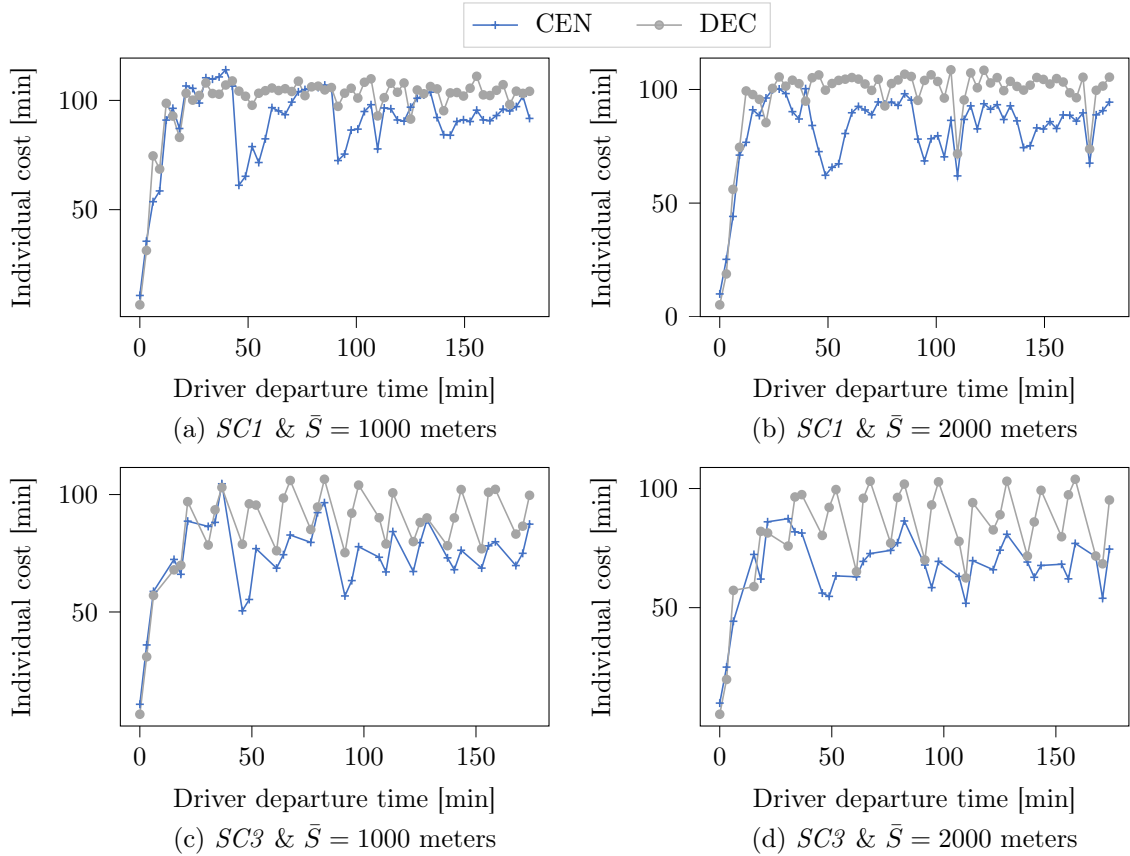 CEN DEC
100
50
Individual cost [min]
0 50 100 150
Driver departure time [min]
(a) SC1 & S̄ = 1000 meters
100
50
0
Individual cost [min]
0 50 100 150
Driver departure time [min]
(b) SC1 & S̄ = 2000 meters
100
50
Individual cost [min]
0 50 100 150
Driver departure time [min]
(c) SC3 & S̄ = 1000 meters
100
50
Individual cost [min]
0 50 100 150
Driver departure time [min]
(d) SC3 & S̄ = 2000 meters